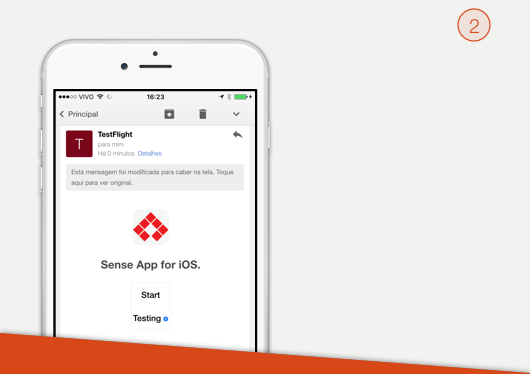 2
VIVO 16:23
Principal
T
TestFlight
para mim
Há 0 minutos Detalhes
Esta mensagem foi modificada para caber na tela. Toque
aqui para ver original.
Sense App for iOS.
Start
Testing